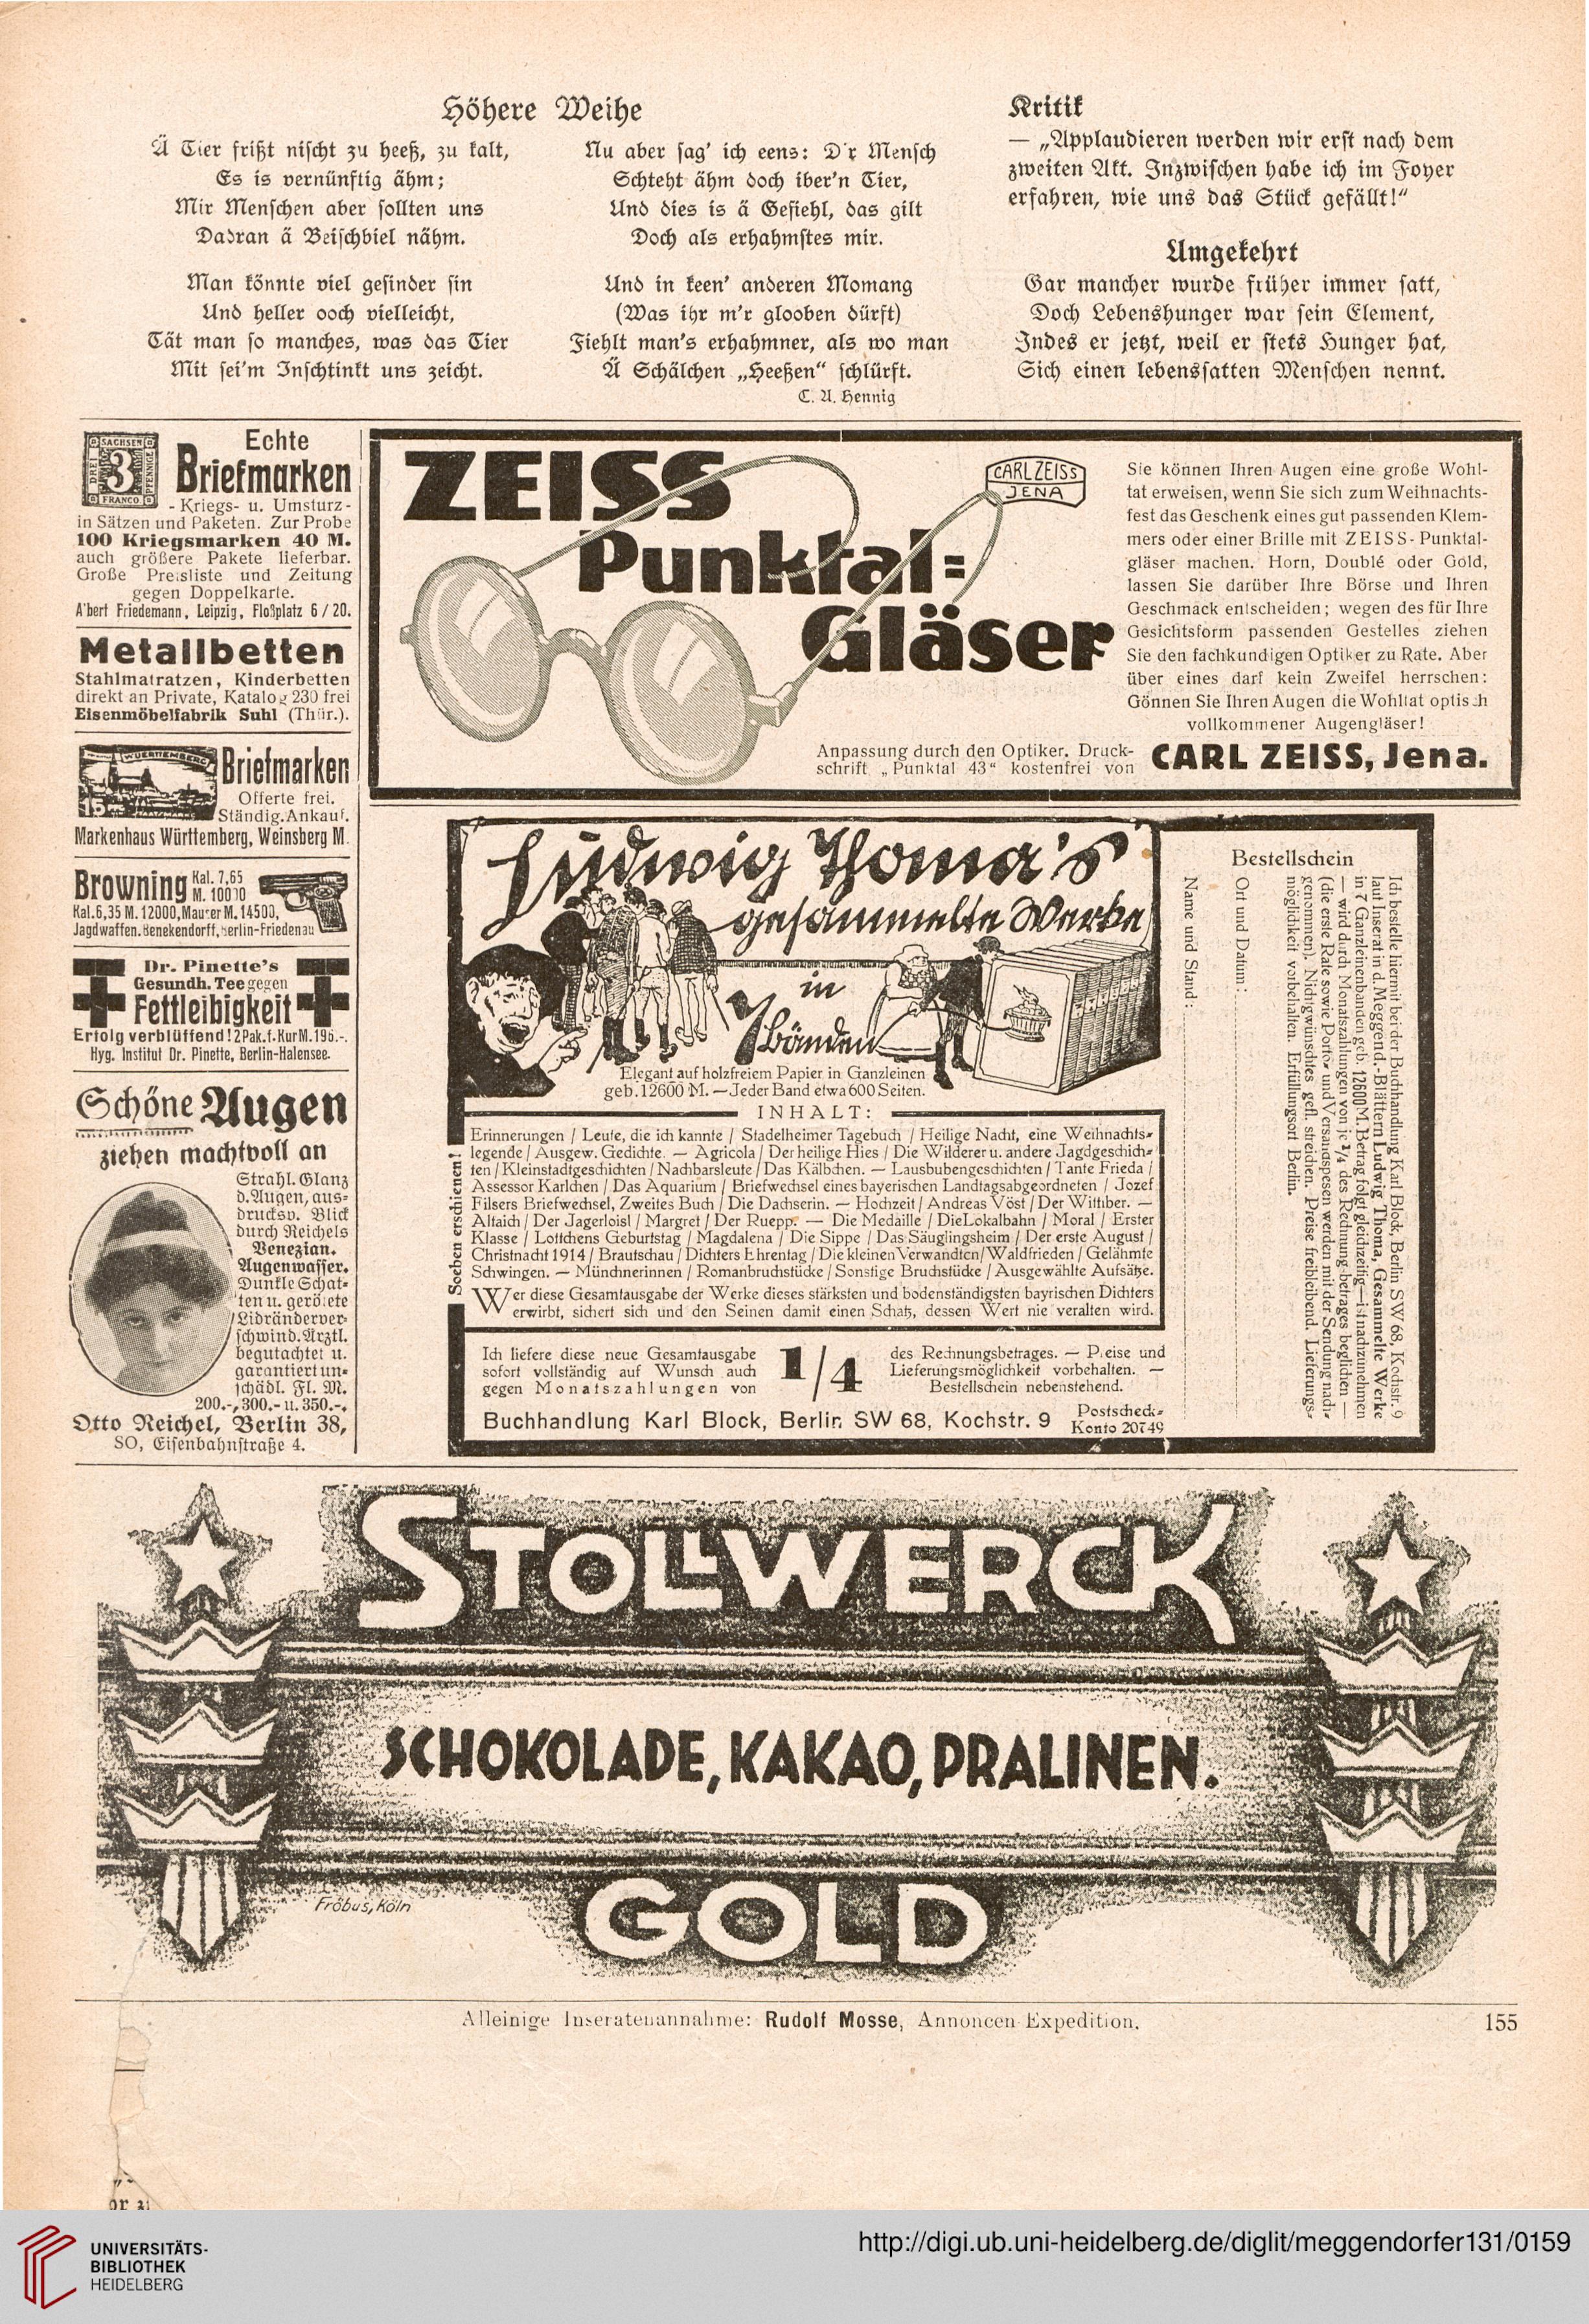 Höhere Weihe
Ä Tier frißt nischt zu heeß, zu kalt,
Es is vernünftig ähm;
Mir Menschen aber sollten uns
Dadran ä Beischbiel nähm.
Man könnte viel gesinder sin
Und heller ooch vielleicht,
Tät man so manches, was das Tier
Mit sei'm Inschtinkt uns zeicht.
Nu aber sag' ich eens: D'r Mensch
Schteht ähm doch iber'n Tier,
Und dies is ä Gefiehl, das gilt
Doch als erhahmstes mir.
Und in keen' anderen Momang
(Was ihr m'r glooben dürft)
Fiehlt man's erhahmner, als wo man
Ä Schälchen „Heeßen“ schlürft.
C. A. Hennig
Kritik
— „Applaudieren werden wir erst nach dem
zweiten Akt. Inzwischen habe ich im Foyer
erfahren, wie uns das Stück gefällt!“
Umgekehrt
Gar mancher wurde früher immer satt,
Doch Lebenshunger war sein Element,
Indes er jetzt, weil er stets Hunger hat,
Sich einen lebenssatten Menschen nennt.
SACHSEN
DREI
3
PFENNIGE
FRANCO
Echte
Briefmarken
- Kriegs- u. Umsturz-
in Sätzen und Paketen. Zur Probe
100 Kriegsmarken 40 M.
auch größere Pakete lieferbar.
Große Preisliste und Zeitung
gegen Doppelkarte.
Albert Friedemann, Leipzig, Floßplatz 6/20.
Metallbetten
Stahlmatratzen, Kinderbetten
direkt an Private, Katalog 230 frei
Eisenmöbelfabrik Suhl (Thür.).
WÜRTTEMBERG
15
Briefmarken
Offerte frei.
Ständig. Ankauf.
Markenhaus Württemberg, Weinsberg M.
Browning Kal. 7,65
M. 10000
Kal. 6,35 M. 12000, Mauser M. 14500,
Jagdwaffen. Benekendorff, Berlin-Friedenau
Dr. Pinette's
Gesundh. Tee gegen
Fettleibigkeit
Erfolg verblüffend! 2 Pak. f. Kur M. 196.-.
Hyg. Institut Dr. Pinette, Berlin-Halensee.
Schöne Augen
ziehen machtvoll an
Strahl. Glanz
d. Augen, aus-
drucksv. Blick
durch Reichels
Venezian.
Augenwasser.
Dunkle Schat-
ten u. gerötete
Lidränder ver-
schwind. Ärztl.
begutachtet u.
garantiert un-
schädl. Fl. M.
200.-, 300.- u. 350.-.
Otto Reichel, Berlin 38,
SO, Eisenbahnstraße 4.
ZEISS
Punktal-
Gläser
CARL ZEISS
JENA
Sie können Ihren Augen eine große Wohl-
tat erweisen, wenn Sie sich zum Weihnachts-
fest das Geschenk eines gut passenden Klem-
mers oder einer Brille mit ZEISS-Punktal-
gläser machen. Horn, Doublé oder Gold,
lassen Sie darüber Ihre Börse und Ihren
Geschmack entscheiden; wegen des für Ihre
Gesichtsform passenden Gestelles ziehen
Sie den fachkundigen Optiker zu Rate. Aber
über eines darf kein Zweifel herrschen:
Gönnen Sie Ihren Augen die Wohltat optisch
vollkommener Augengläser!
Anpassung durch den Optiker. Druck-
schrift „Punktal 43“ kostenfrei von
CARL ZEISS, Jena.
Ludwig Thoma's
gesammelte Werke
in
7 Bänden
Elegant auf holzfreiem Papier in Ganzleinen
geb. 12600 M. — Jeder Band etwa 600 Seiten.
INHALT:
Soeben erschienen!
Erinnerungen / Leute, die ich kannte / Stadelheimer Tagebuch / Heilige Nacht, eine Weihnachts-
legende / Ausgew. Gedichte. — Agricola / Der heilige Hies / Die Wilderer u. andere Jagdgeschich-
ten / Kleinstadtgeschichten / Nachbarsleute / Das Kälbchen. — Lausbubengeschichten / Tante Frieda /
Assessor Karlchen / Das Aquarium / Briefwechsel eines bayerischen Landtagsabgeordneten / Jozef
Filsers Briefwechsel, Zweites Buch / Die Dachserin. — Hochzeit / Andreas Vöst / Der Wittiber. —
Altaich / Der Jagerloisl / Margret / Der Ruepp. — Die Medaille / Die Lokalbahn / Moral / Erster
Klasse / Lottchens Geburtstag / Magdalena / Die Sippe / Das Säuglingsheim / Der erste August /
Christnacht 1914 / Brautschau / Dichters Ehrentag / Die kleinen Verwandten / Waldfrieden / Gelähmte
Schwingen. — Münchnerinnen / Romanbruchstücke / Sonstige Bruchstücke / Ausgewählte Aufsätze.
Wer diese Gesamtausgabe der Werke dieses stärksten und bodenständigsten bayrischen Dichters
erwirbt, sichert sich und den Seinen damit einen Schatz, dessen Wert nie veralten wird.
Ich liefere diese neue Gesamtausgabe
sofort vollständig auf Wunsch auch
gegen Monatszahlungen von
1/4
des Rechnungsbetrages. — Preise und
Lieferungsmöglichkeit vorbehalten. —
Bestellschein nebenstehend.
Buchhandlung Karl Block, Berlin SW 68, Kochstr. 9
Postscheck-
Konto 20749
Bestellschein
Ich bestelle hiermit bei der Buchhandlung Karl Block, Berlin SW 68, Kochstr. 9
laut Inserat in d. Meggend.-Blättern Ludwig Thoma, Gesammelte Werke
in 7 Ganzleinenbänden geb. 12600 M. Betrag folgt gleichzeitig — ist nachzunehmen
— wird durch Monatszahlungen von je 1/4 des Rechnungsbetrages beglichen —
(die erste Rate sowie Porto- und Versandspesen werden mit der Sendung nach-
genommen). Nichtgewünschtes gefl. streichen. Preise freibleibend. Lieferungs-
möglichkeit vorbehalten. Erfüllungsort Berlin.
Ort und Datum:
Name und Stand:
STOLLWERCK
SCHOKOLADE, KAKAO, PRALINEN.
GOLD
Fröbus, Köln
Alleinige Inseratenannahme: Rudolf Mosse, Annoncen-Expedition.
155
UNIVERSITÄTS-
BIBLIOTHEK
HEIDELBERG
http://digi.ub.uni-heidelberg.de/diglit/meggendorfer131/0159